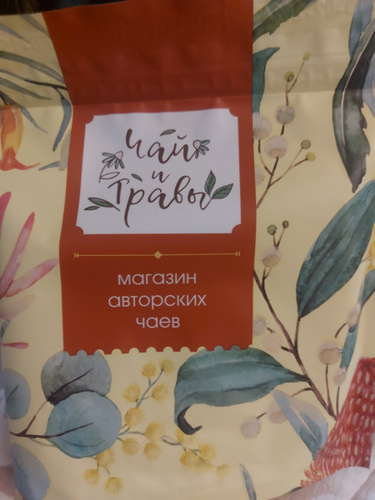 Чай
и
Травы
магазин
авторских
чаев